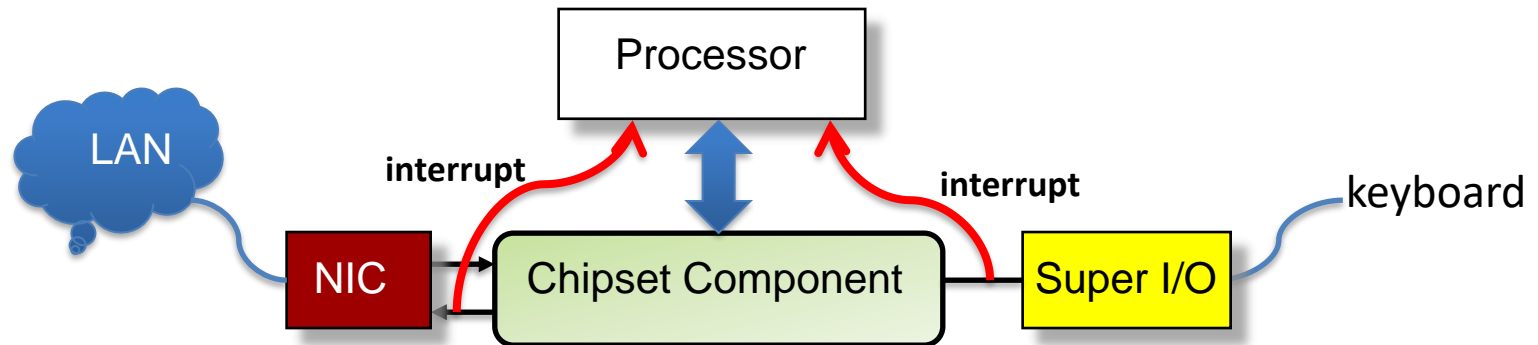 Processor
LAN
interrupt
interrupt
keyboard
NIC
Chipset Component
Super I/O